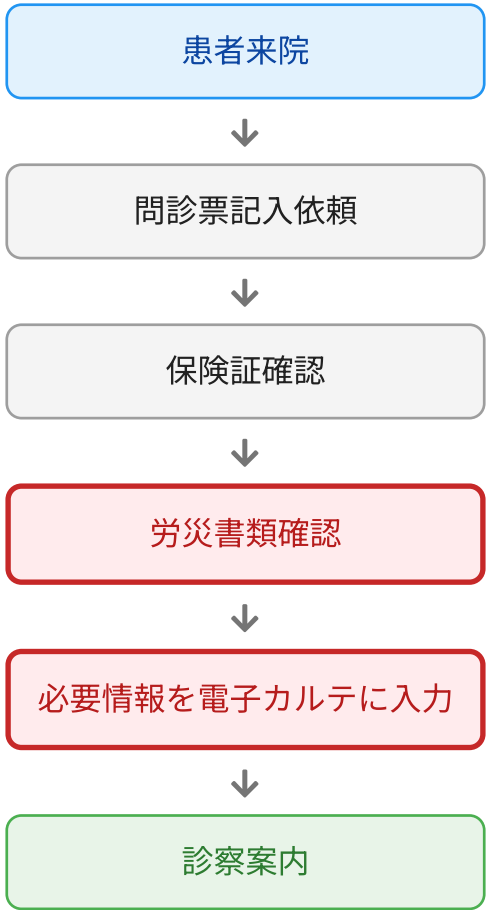 患者来院
問診票記入依頼
保険証確認
労災書類確認
必要情報を電子カルテに入力
診察案内